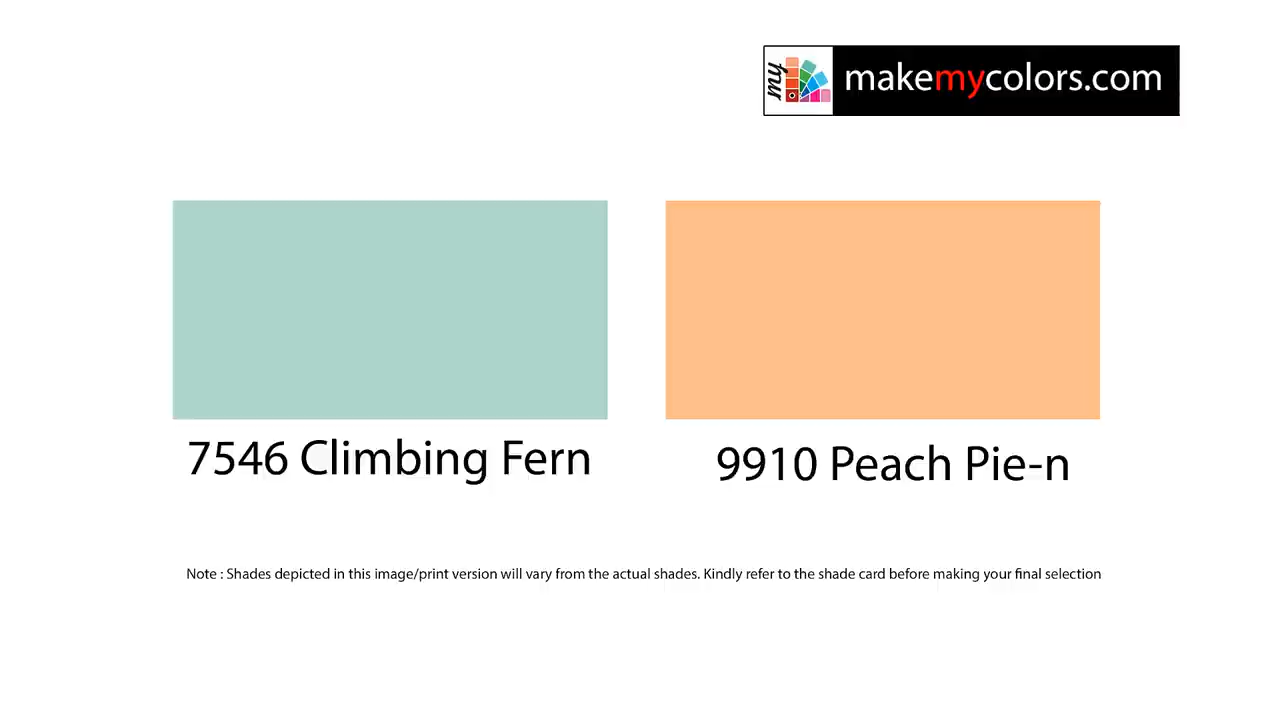 my
makemycolors.com
7546 Climbing Fern
9910 Peach Pie-n
Note : Shades depicted in this image/print version will vary from the actual shades. Kindly refer to the shade card before making your final selection